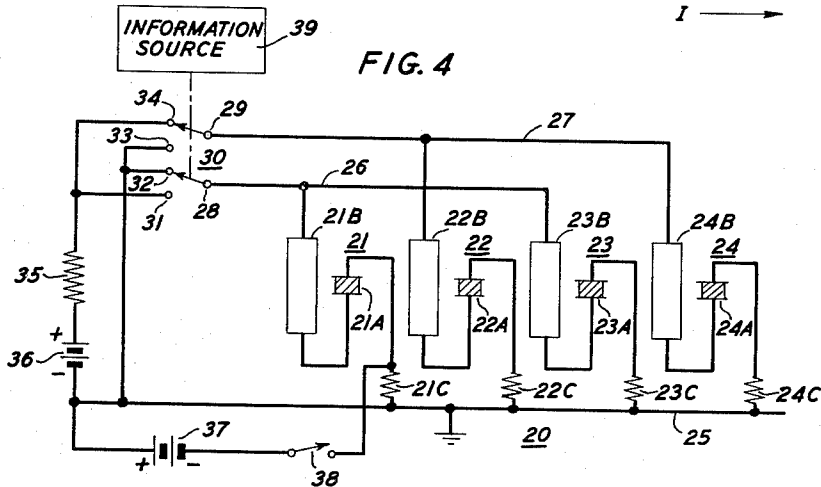 I
INFORMATION
SOURCE
39
FIG. 4
34
29
27
33
30
32
26
28
31
21B
21
22B
22
23B
23
24B
24
35
21A
22A
23A
24A
+
36
-
21C
22C
23C
24C
37
20
25
+
-
38